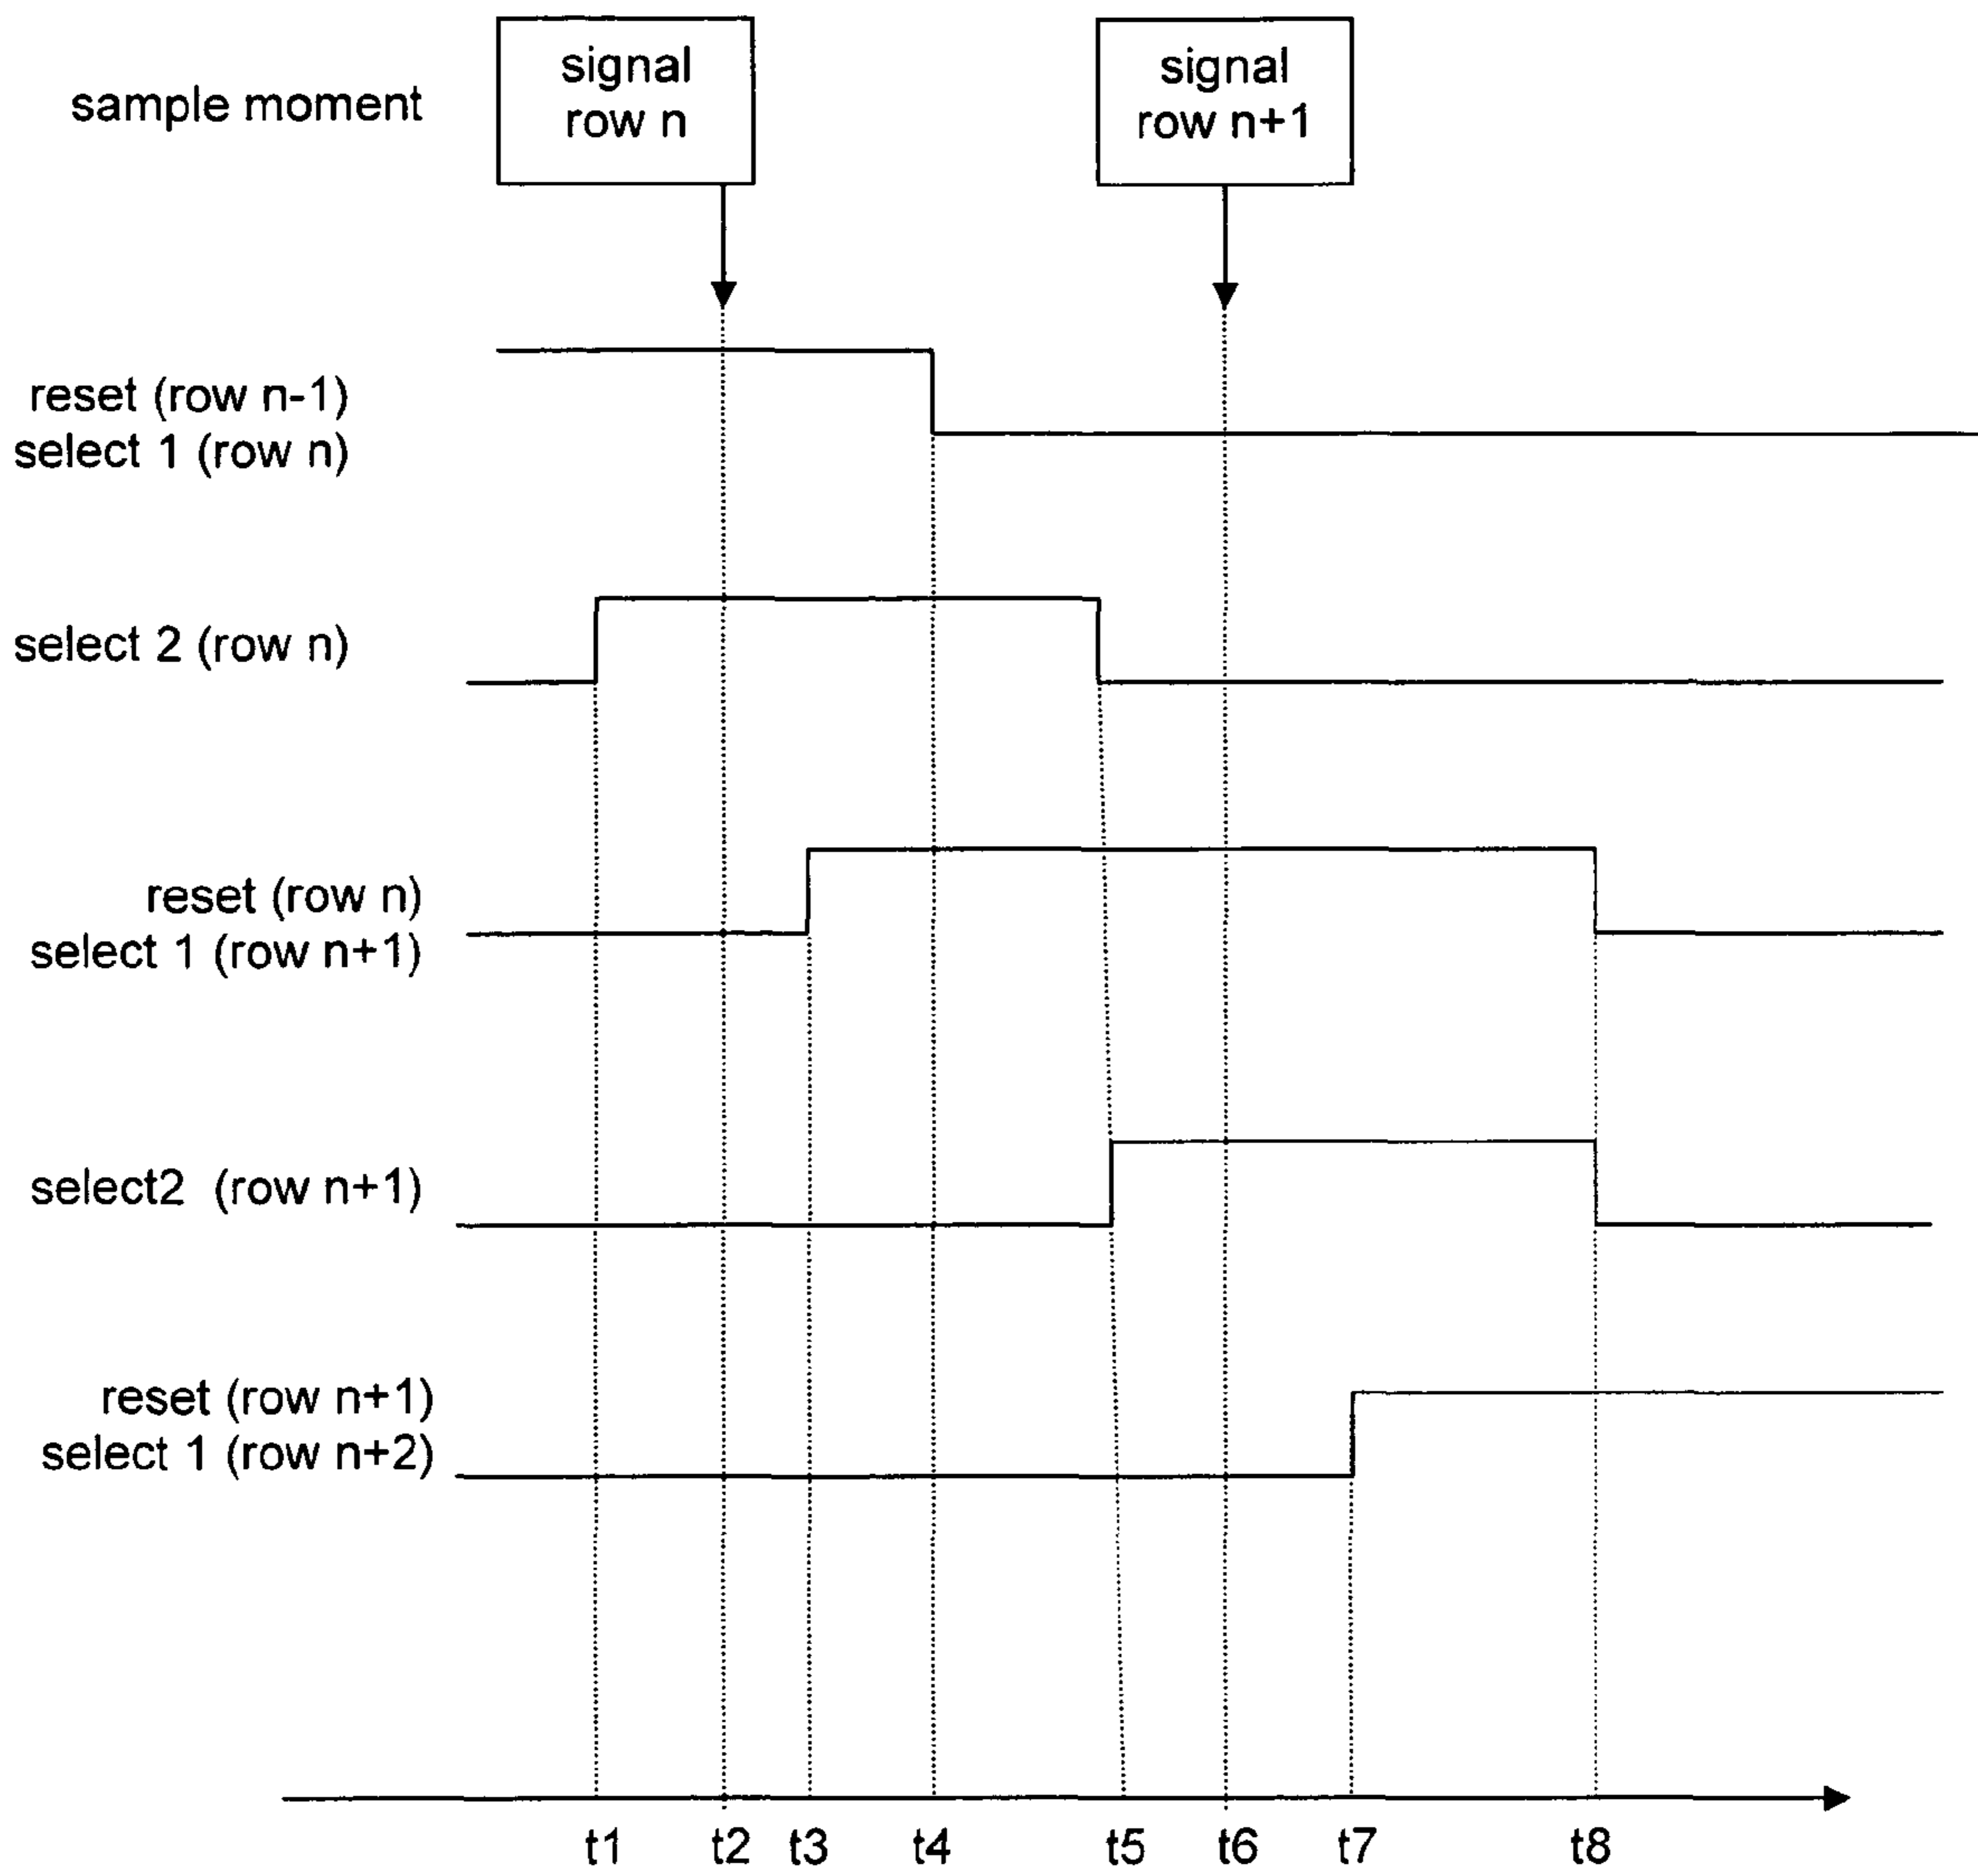 sample moment
signal
row n
signal
row n+1
reset (row n-1)
select 1 (row n)
select 2 (row n)
reset (row n)
select 1 (row n+1)
select2 (row n+1)
reset (row n+1)
select 1 (row n+2)
t1 t2 t3 t4 t5 t6 t7 t8